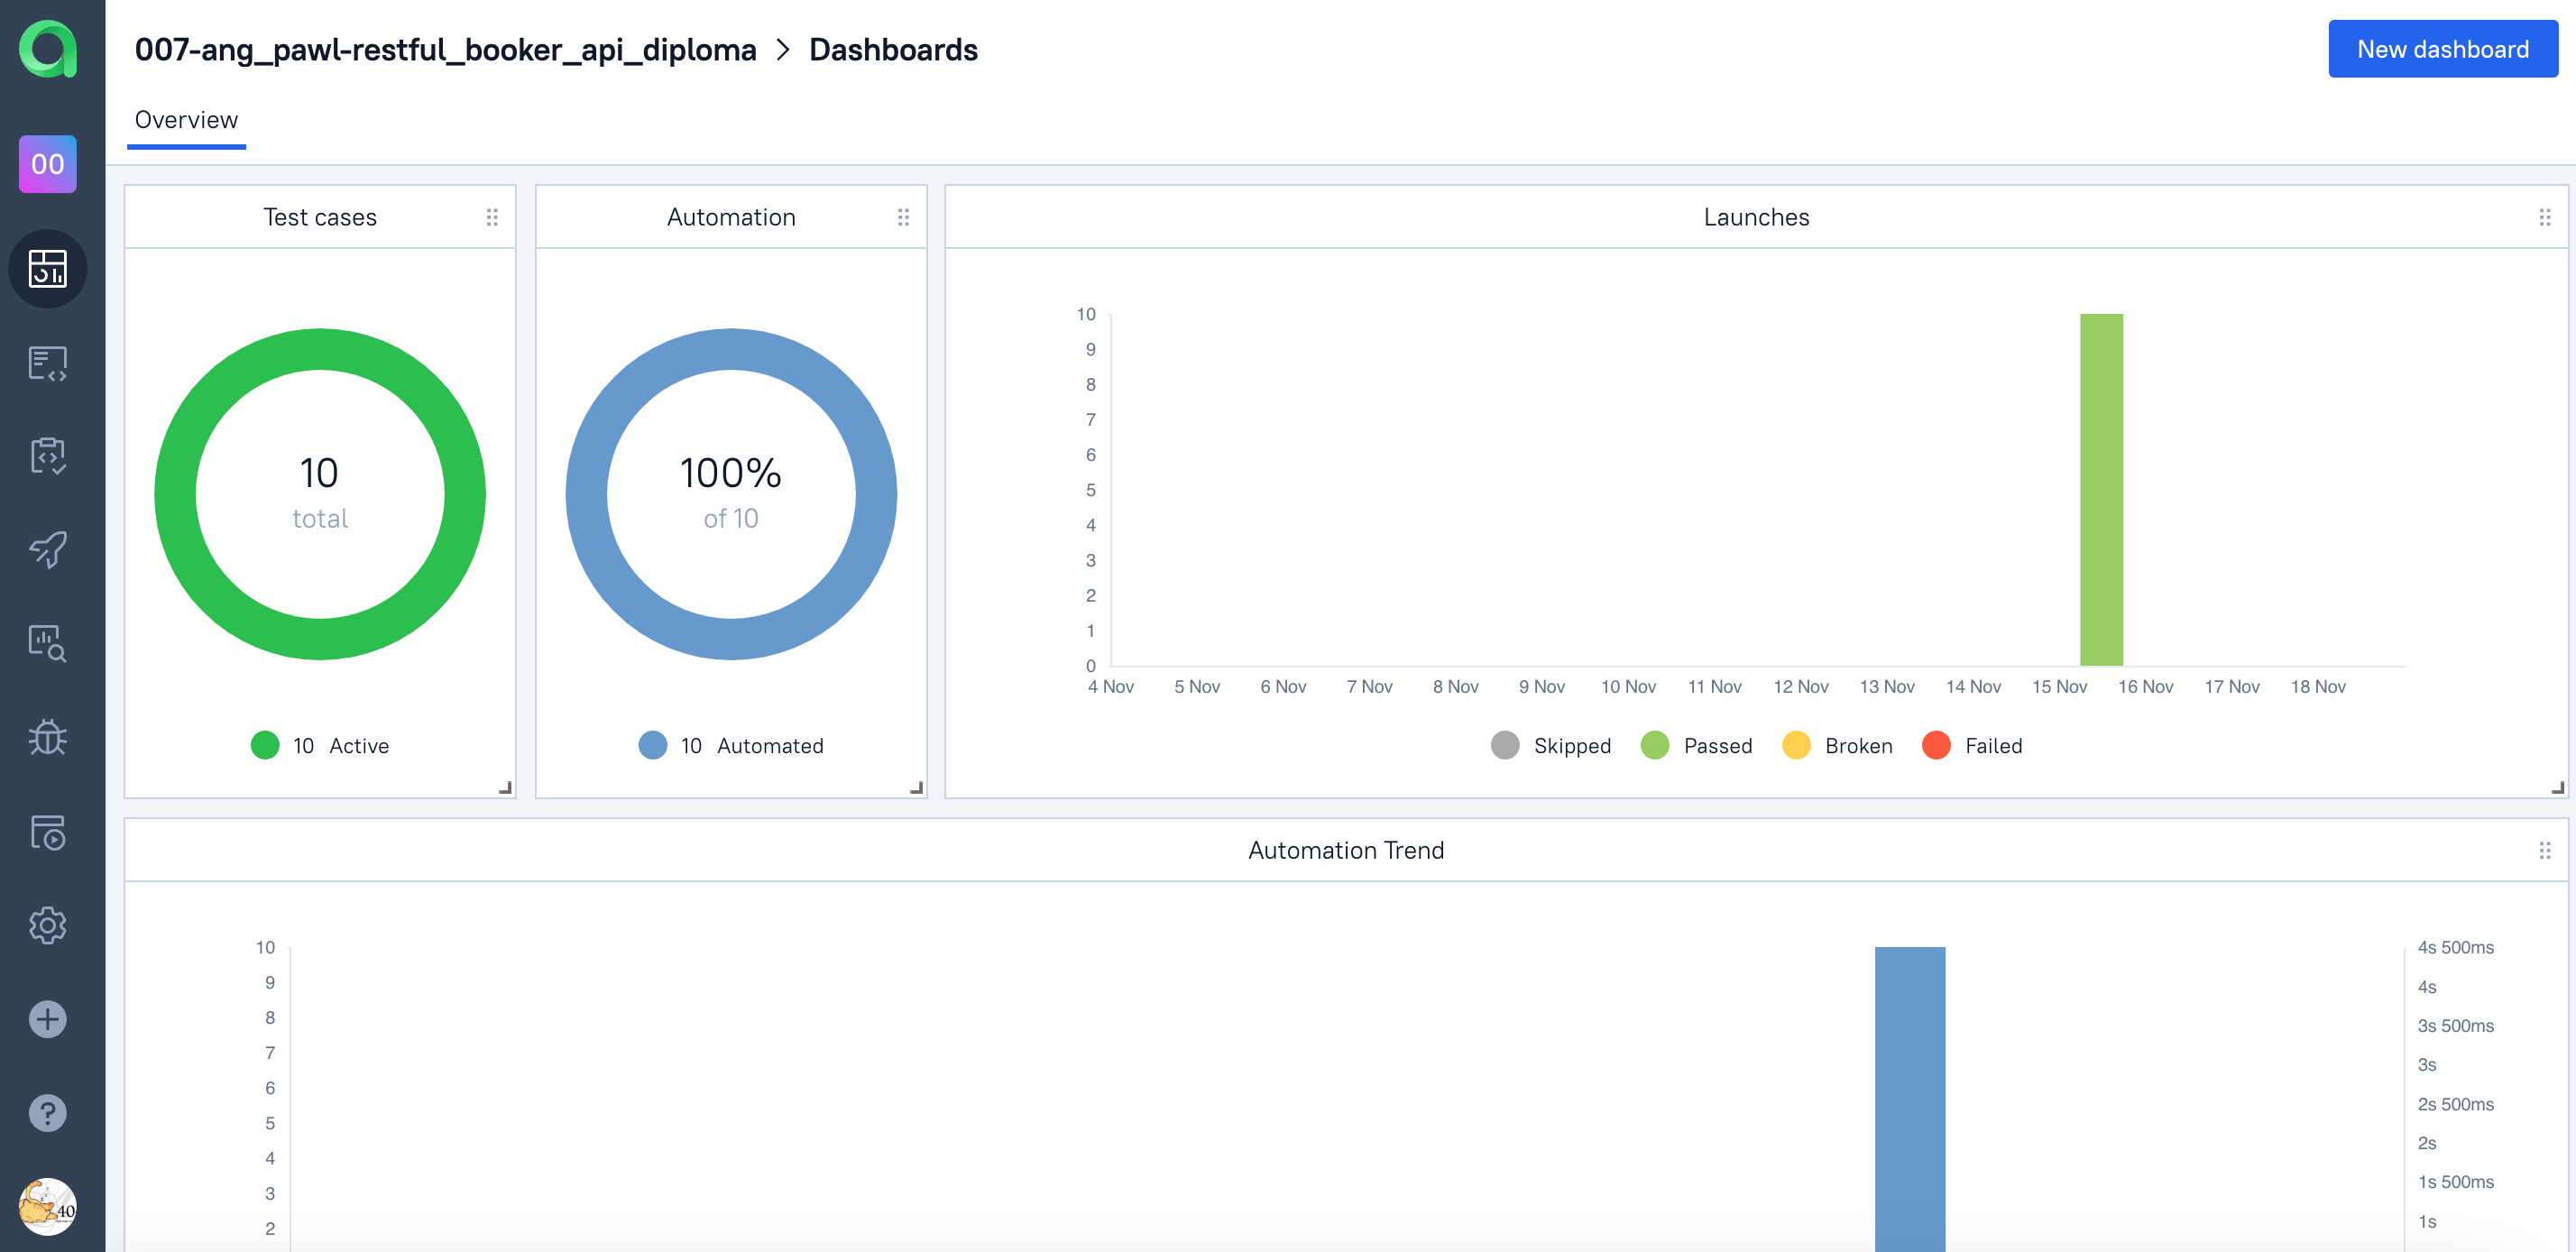 007-ang_pawl-restful_booker_api_diploma > Dashboards
New dashboard
Overview
00
Test cases
10
total
10 Active
Automation
100%
of 10
10 Automated
Launches
10
9
8
7
6
5
4
3
2
1
0
4 Nov 5 Nov 6 Nov 7 Nov 8 Nov 9 Nov 10 Nov 11 Nov 12 Nov 13 Nov 14 Nov 15 Nov 16 Nov 17 Nov 18 Nov
Skipped Passed Broken Failed
Automation Trend
10
9
8
7
6
5
4
3
2
4s 500ms
4s
3s 500ms
3s
2s 500ms
2s
1s 500ms
1s
40